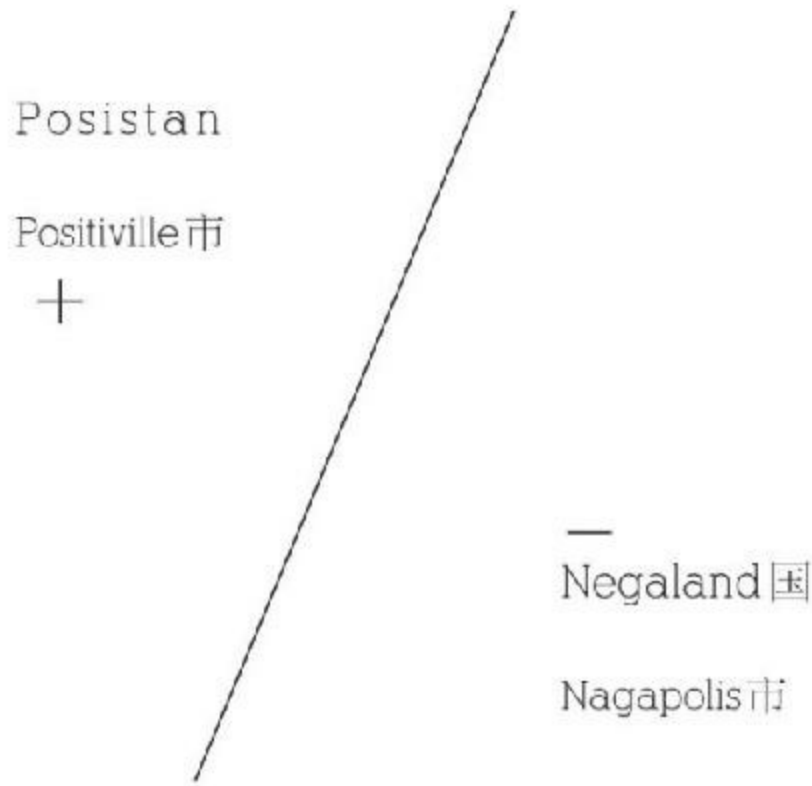 Posistan
Positiville市
+
−
Negaland国
Nagapolis市